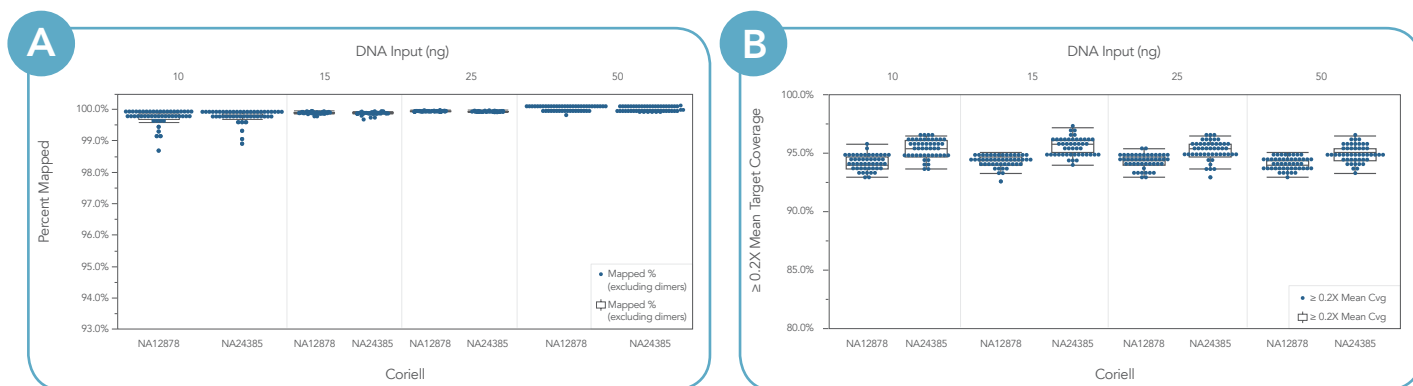 A
DNA Input (ng)
10 15 25 50
Percent Mapped
100.0%
99.0%
98.0%
97.0%
96.0%
95.0%
94.0%
93.0%
Mapped %
(excluding dimers)
Mapped %
(excluding dimers)
NA12878 NA24385 NA12878 NA24385 NA12878 NA24385 NA12878 NA24385
Coriell
B
DNA Input (ng)
10 15 25 50
≥ 0.2X Mean Target Coverage
100.0%
95.0%
90.0%
85.0%
80.0%
≥ 0.2X Mean Cvg
≥ 0.2X Mean Cvg
NA12878 NA24385 NA12878 NA24385 NA12878 NA24385 NA12878 NA24385
Coriell